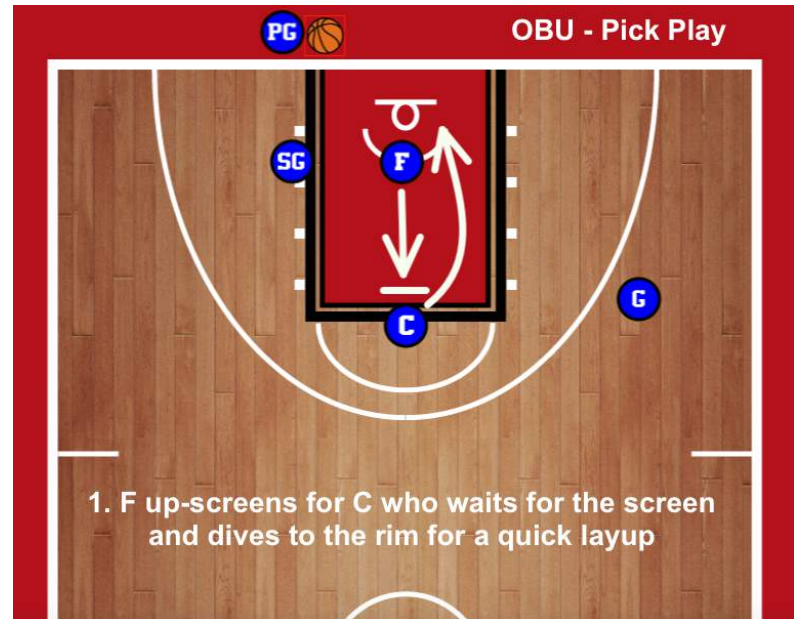 PG
OBU - Pick Play
SG
F
G
C
1. F up-screens for C who waits for the screen
and dives to the rim for a quick layup